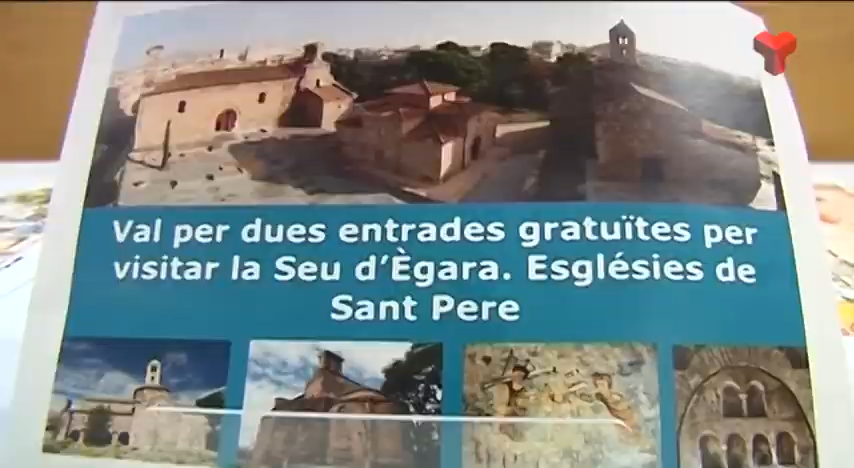 Val per dues entrades gratuïtes per
visitar la Seu d'Ègara. Esglésies de
Sant Pere